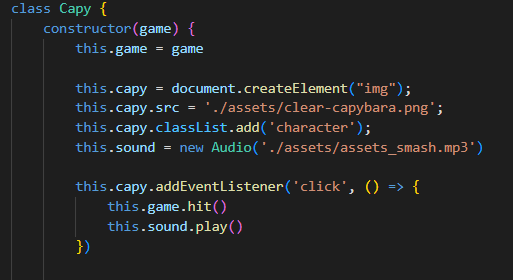 class Capy {
constructor(game) {
this.game = game
this.capy = document.createElement("img");
this.capy.src = './assets/clear-capybara.png';
this.capy.classList.add('character');
this.sound = new Audio('./assets/assets_smash.mp3')
this.capy.addEventListener('click', () => {
this.game.hit()
this.sound.play()
})